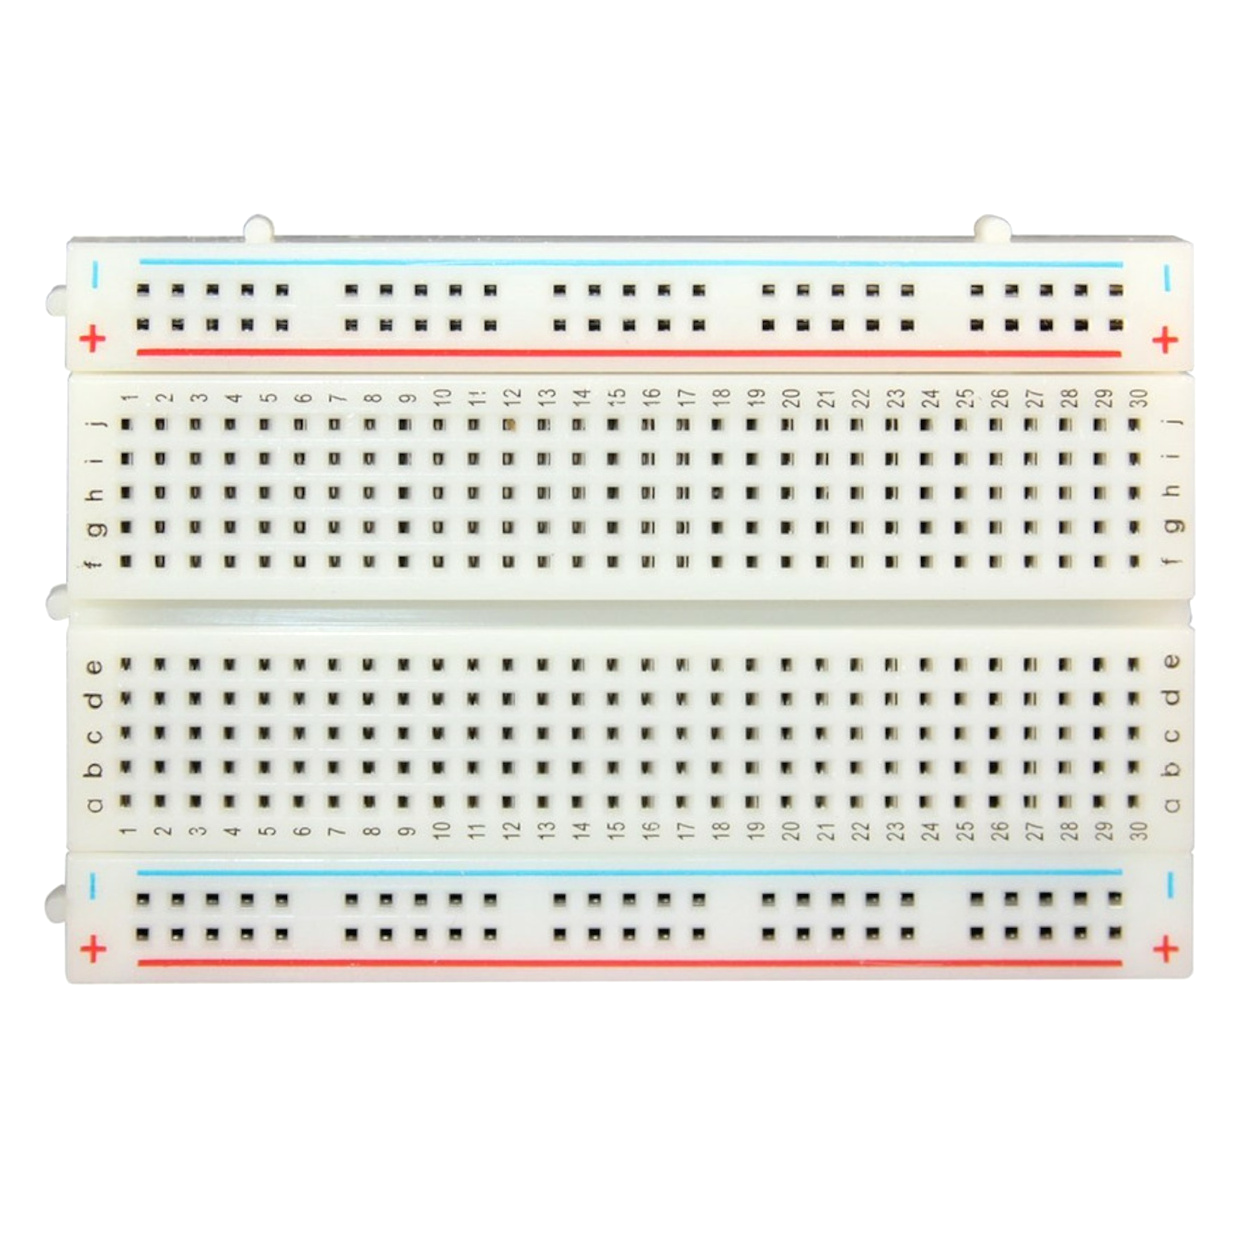 − −
+ +
1 2 3 4 5 6 7 8 9 10 11 12 13 14 15 16 17 18 19 20 21 22 23 24 25 26 27 28 29 30
j j
i i
h h
g g
f f
e e
d d
c c
b b
a a
1 2 3 4 5 6 7 8 9 10 11 12 13 14 15 16 17 18 19 20 21 22 23 24 25 26 27 28 29 30
− −
+ +